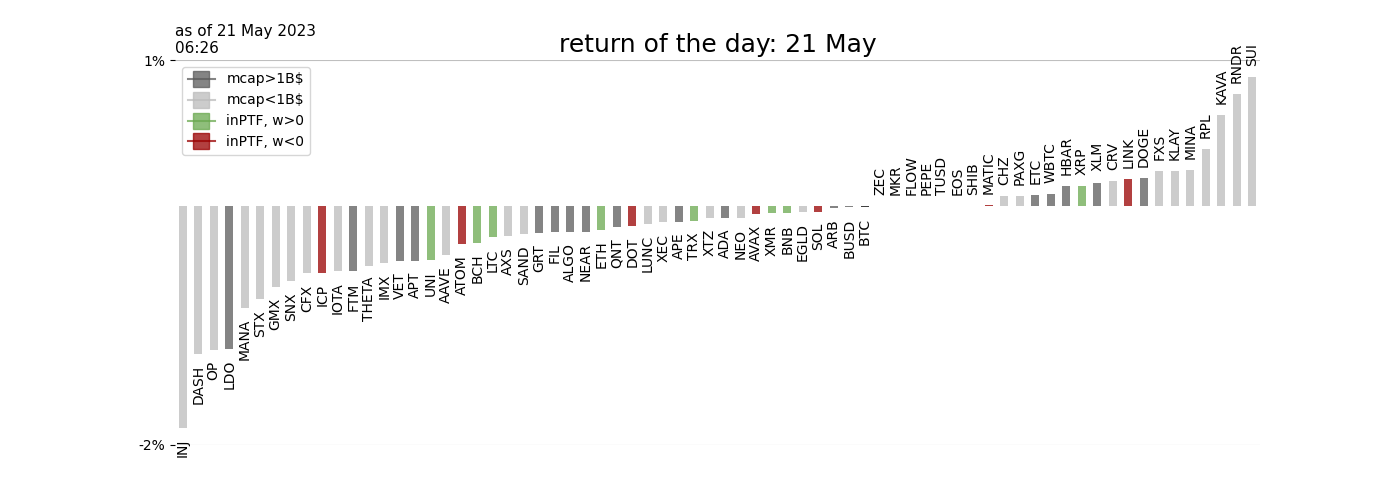 as of 21 May 2023
06:26
return of the day: 21 May
1%
mcap>1B$
mcap<1B$
inPTF, w>0
inPTF, w<0
-2%
INJ
DASH
OP
LDO
MANA
STX
GMX
SNX
CFX
ICP
IOTA
FTM
THETA
IMX
VET
APT
UNI
AAVE
ATOM
BCH
LTC
AXS
SAND
GRT
FIL
ALGO
NEAR
ETH
QNT
DOT
LUNC
XEC
APE
TRX
XTZ
ADA
NEO
AVAX
XMR
BNB
EGLD
SOL
ARB
BUSD
BTC
ZEC
MKR
FLOW
PEPE
TUSD
EOS
SHIB
MATIC
CHZ
PAXG
ETC
WBTC
HBAR
XRP
XLM
CRV
LINK
DOGE
FXS
KLAY
MINA
RPL
KAVA
RNDR
SUI